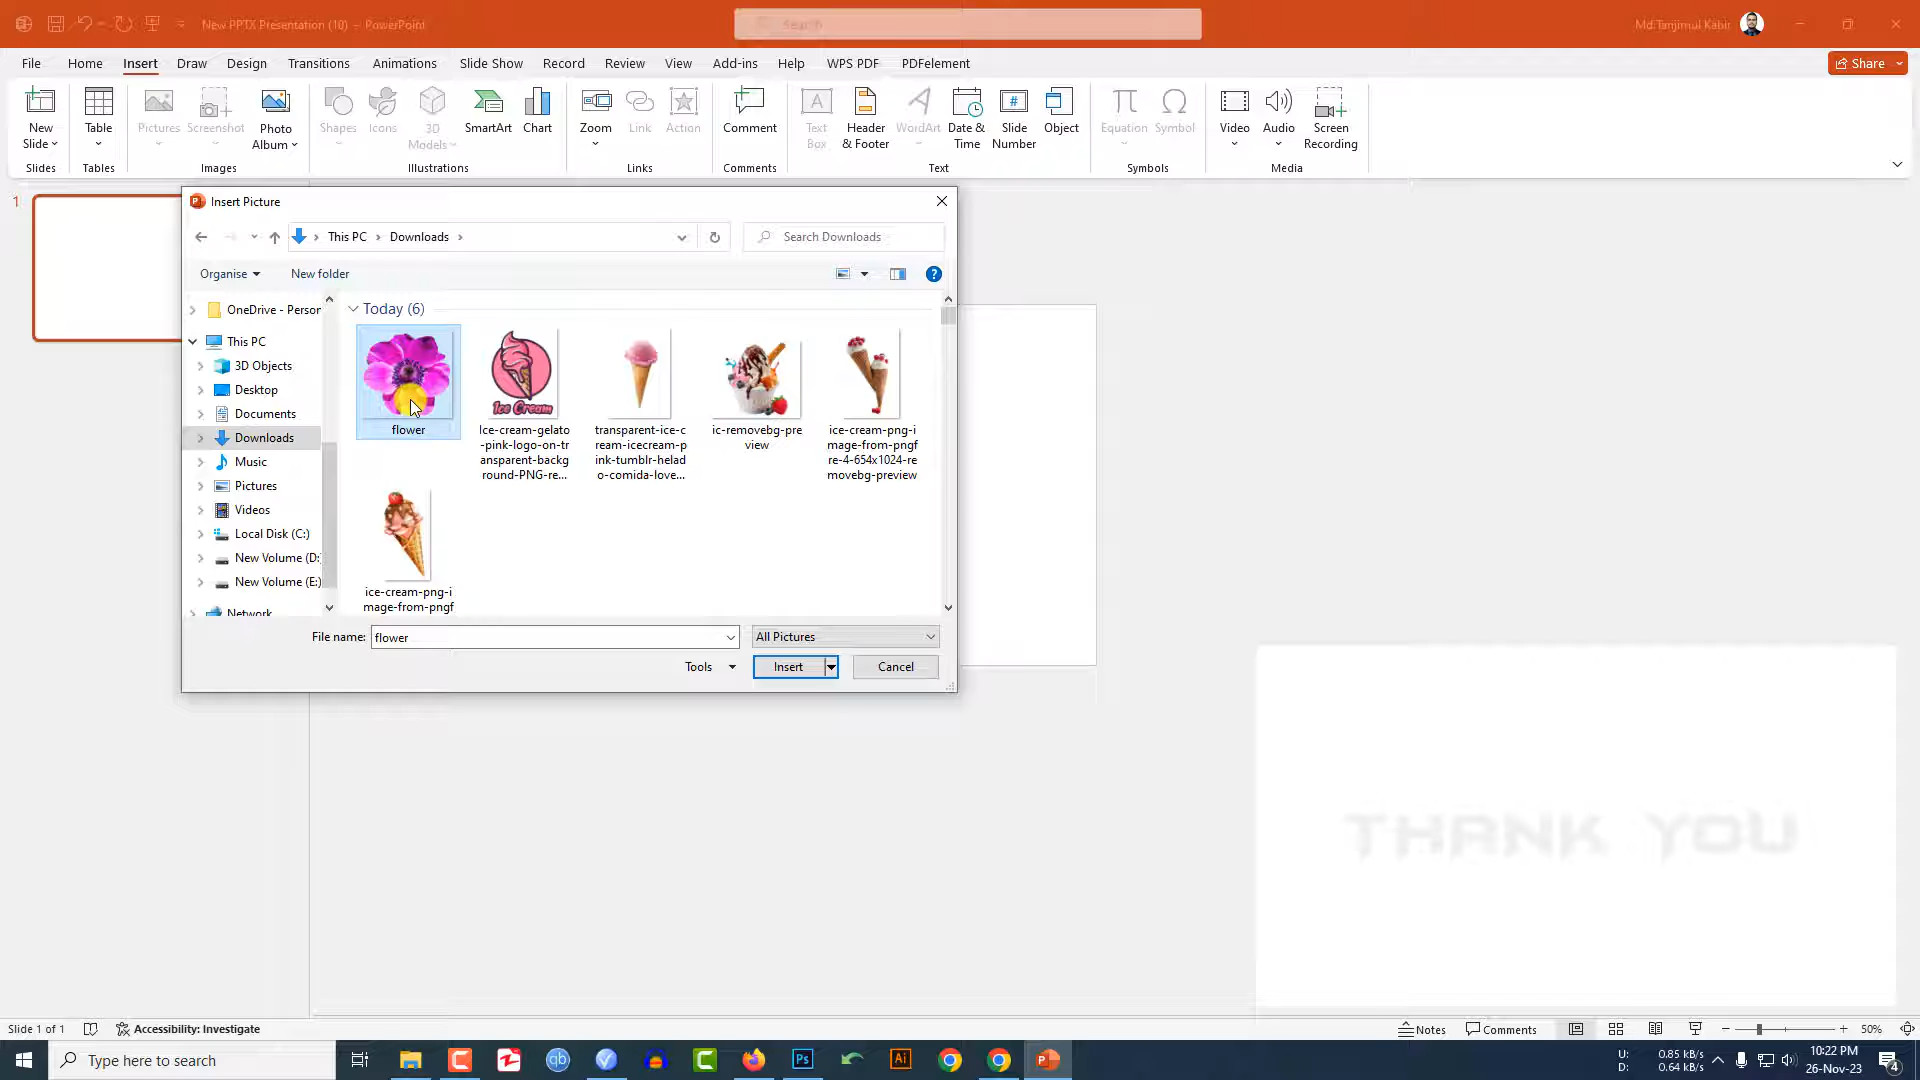 New PPTX Presentation (10) – PowerPoint
Search
Md.Tanjimul Kabir
File Home Insert Draw Design Transitions Animations Slide Show Record Review View Add-ins Help WPS PDF PDFelement
Share
New Slide
Table
Pictures
Screenshot
Photo Album
Shapes
Icons
3D Models
SmartArt
Chart
Zoom
Link
Action
Comment
Text Box
Header & Footer
WordArt
Date & Time
Slide Number
Object
Equation
Symbol
Video
Audio
Screen Recording
Slides Tables Images Illustrations Links Comments Text Symbols Media
1
Insert Picture
This PC > Downloads >
Search Downloads
Organise
New folder
OneDrive - Person
This PC
3D Objects
Desktop
Documents
Downloads
Music
Pictures
Videos
Local Disk (C:)
New Volume (D:
New Volume (E:)
Network
Today (6)
flower
Ice-cream-gelato
-pink-logo-on-tr
ansparent-backg
round-PNG-re...
transparent-ice-c
ream-icecream-p
ink-tumblr-helad
o-comida-love...
ic-removebg-pre
view
ice-cream-png-i
mage-from-pngf
re-4-654x1024-re
movebg-preview
Ice Cream
ice-cream-png-i
mage-from-pngf
File name: flower
All Pictures
Tools
Insert
Cancel
THANK YOU
Slide 1 of 1
Accessibility: Investigate
Notes
Comments
50%
Type here to search
U: 0.85 kB/s
D: 0.64 kB/s
10:22 PM
26-Nov-23
4